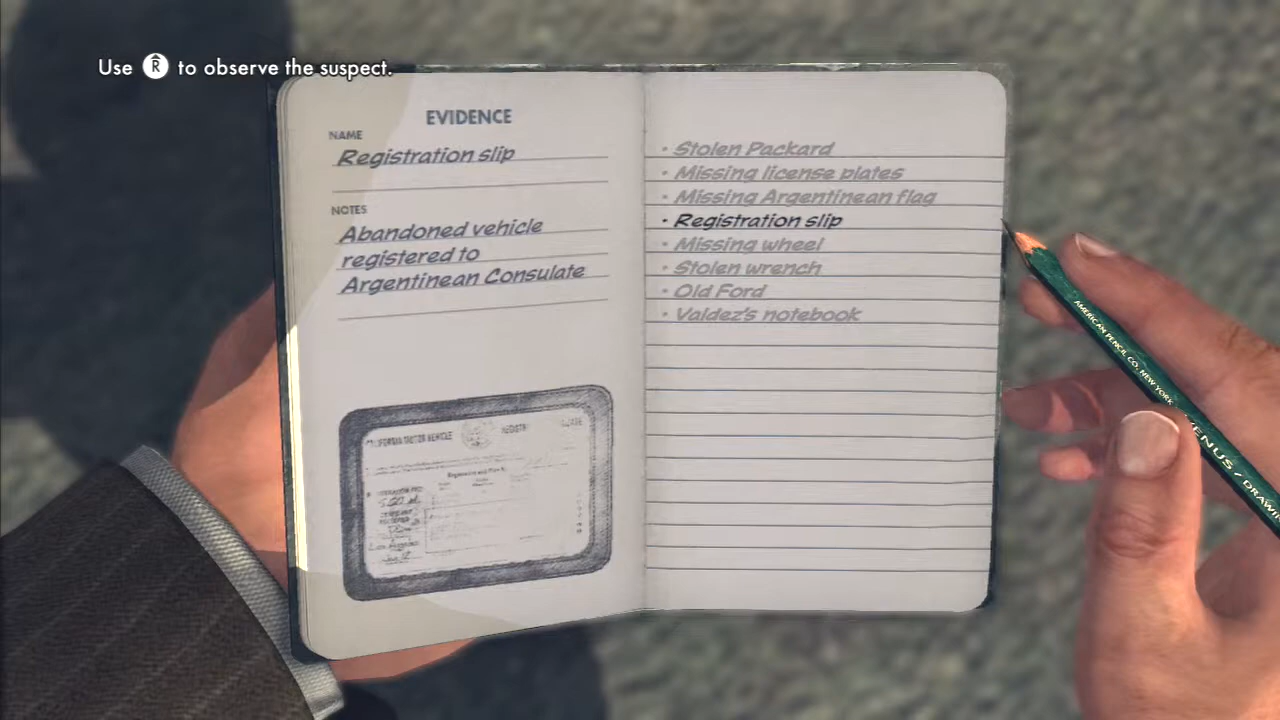 Use R to observe the suspect.
EVIDENCE
NAME
Registration slip
NOTES
Abandoned vehicle
registered to
Argentinean Consulate
• Stolen Packard
• Missing license plates
• Missing Argentinean flag
• Registration slip
• Missing wheel
• Stolen wrench
• Old Ford
• Valdez's notebook
AMERICAN PENCIL CO. NEW YORK
VENUS / DRAWI